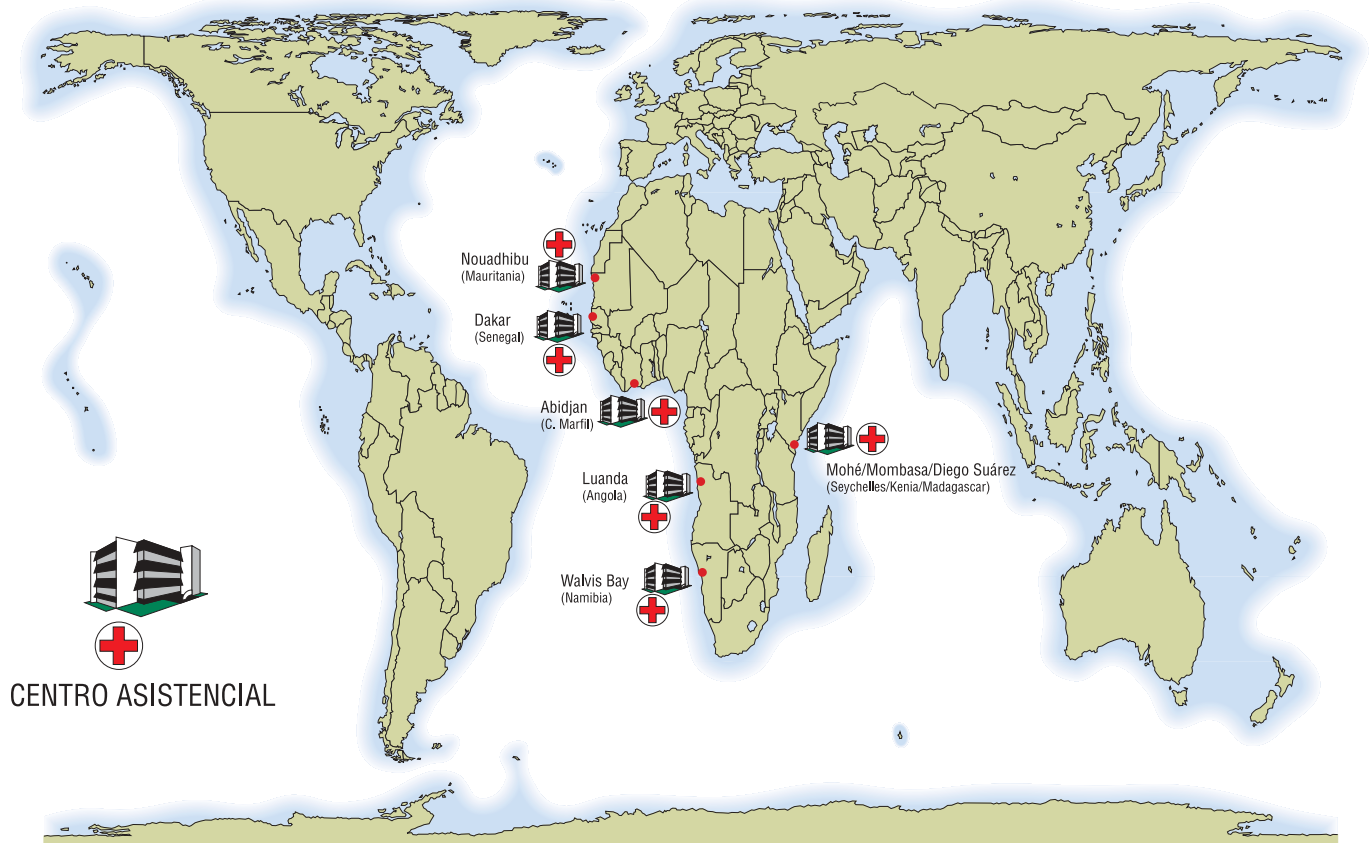 Nouadhibu
(Mauritania)
Dakar
(Senegal)
Abidjan
(C. Marfil)
Mohé/Mombasa/Diego Suárez
(Seychelles/Kenia/Madagascar)
Luanda
(Angola)
Walvis Bay
(Namibia)
CENTRO ASISTENCIAL